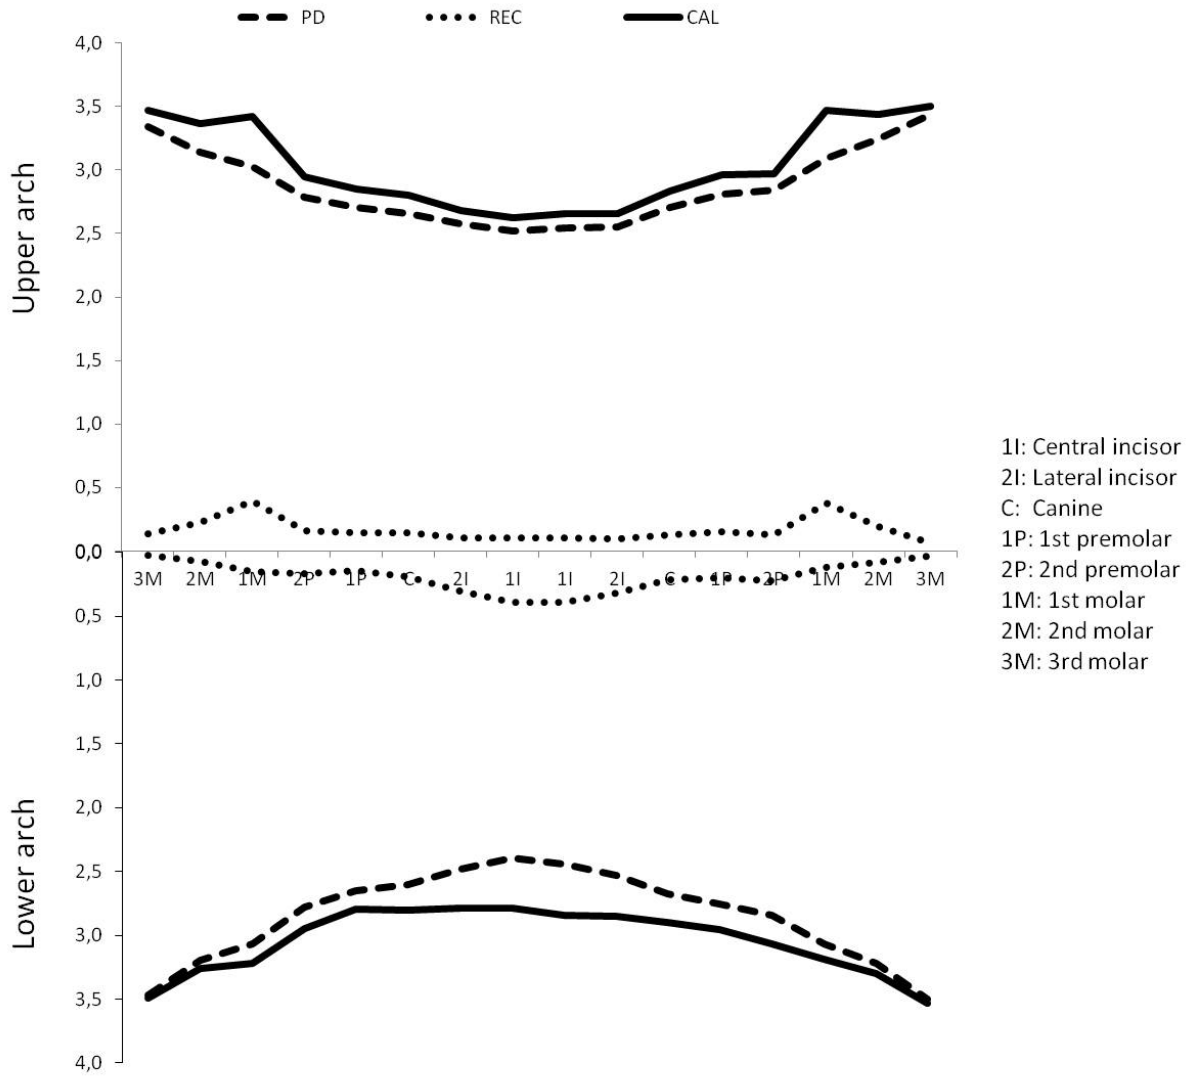 PD REC CAL
4,0
3,5
3,0
2,5
2,0
1,5
1,0
0,5
0,0
Upper arch
3M 2M 1M 2P 1P C 2I 1I 1I 2I C 1P 2P 1M 2M 3M
0,5
1,0
1,5
2,0
2,5
3,0
3,5
4,0
Lower arch
1I: Central incisor
2I: Lateral incisor
C: Canine
1P: 1st premolar
2P: 2nd premolar
1M: 1st molar
2M: 2nd molar
3M: 3rd molar